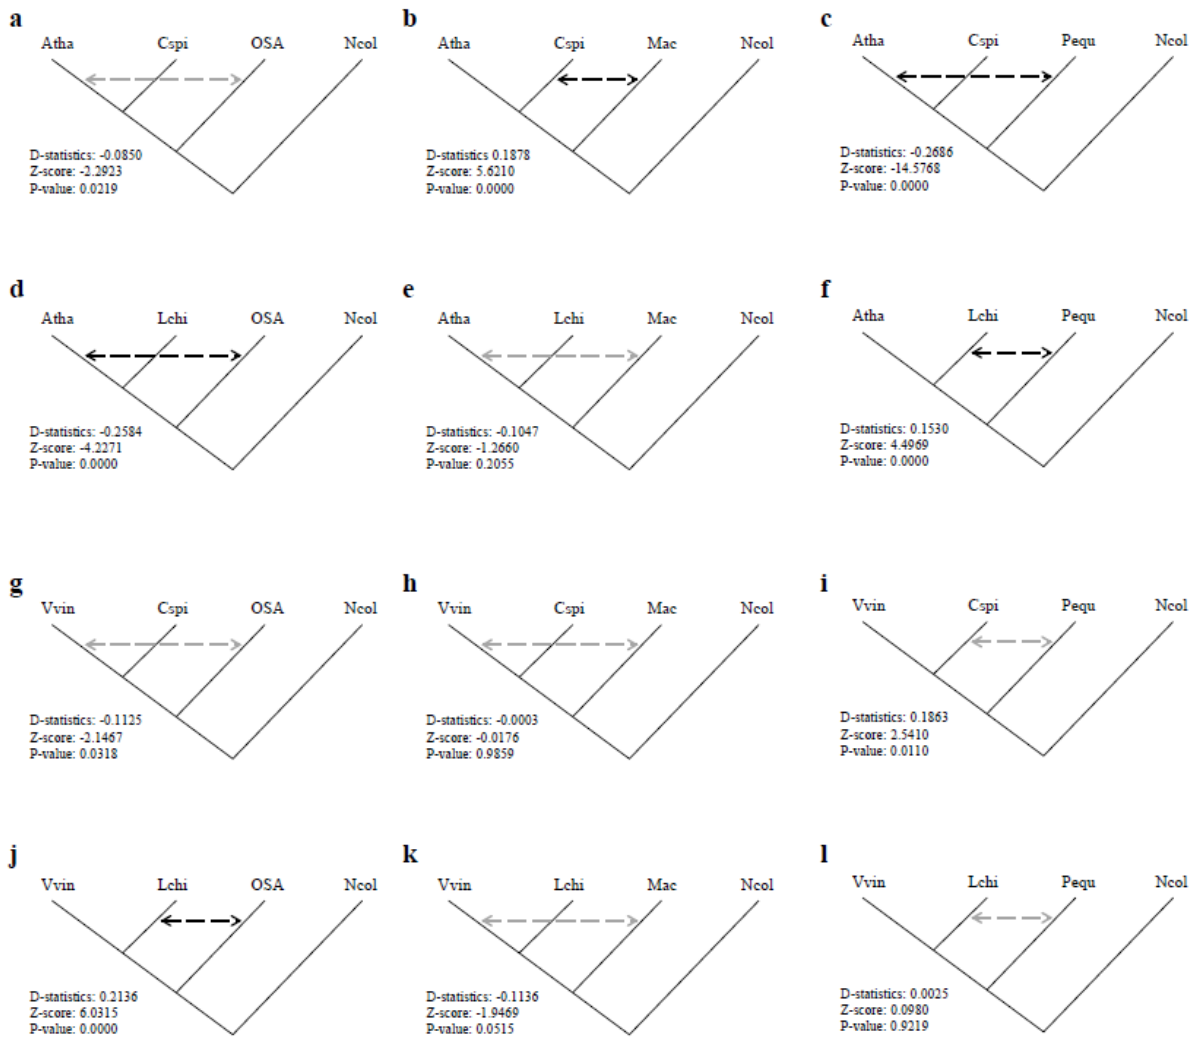 a
Atha Cspi OSA Ncol
D-statistics: -0.0850
Z-score: -2.2923
P-value: 0.0219
b
Atha Cspi Mac Ncol
D-statistics 0.1878
Z-score: 5.6210
P-value: 0.0000
c
Atha Cspi Pequ Ncol
D-statistics: -0.2686
Z-score: -14.5768
P-value: 0.0000
d
Atha Lchi OSA Ncol
D-statistics: -0.2584
Z-score: -4.2271
P-value: 0.0000
e
Atha Lchi Mac Ncol
D-statistics: -0.1047
Z-score: -1.2660
P-value: 0.2055
f
Atha Lchi Pequ Ncol
D-statistics: 0.1530
Z-score: 4.4969
P-value: 0.0000
g
Vvin Cspi OSA Ncol
D-statistics: -0.1125
Z-score: -2.1467
P-value: 0.0318
h
Vvin Cspi Mac Ncol
D-statistics: -0.0003
Z-score: -0.0176
P-value: 0.9859
i
Vvin Cspi Pequ Ncol
D-statistics: 0.1863
Z-score: 2.5410
P-value: 0.0110
j
Vvin Lchi OSA Ncol
D-statistics: 0.2136
Z-score: 6.0315
P-value: 0.0000
k
Vvin Lchi Mac Ncol
D-statistics: -0.1136
Z-score: -1.9469
P-value: 0.0515
l
Vvin Lchi Pequ Ncol
D-statistics: 0.0025
Z-score: 0.0980
P-value: 0.9219